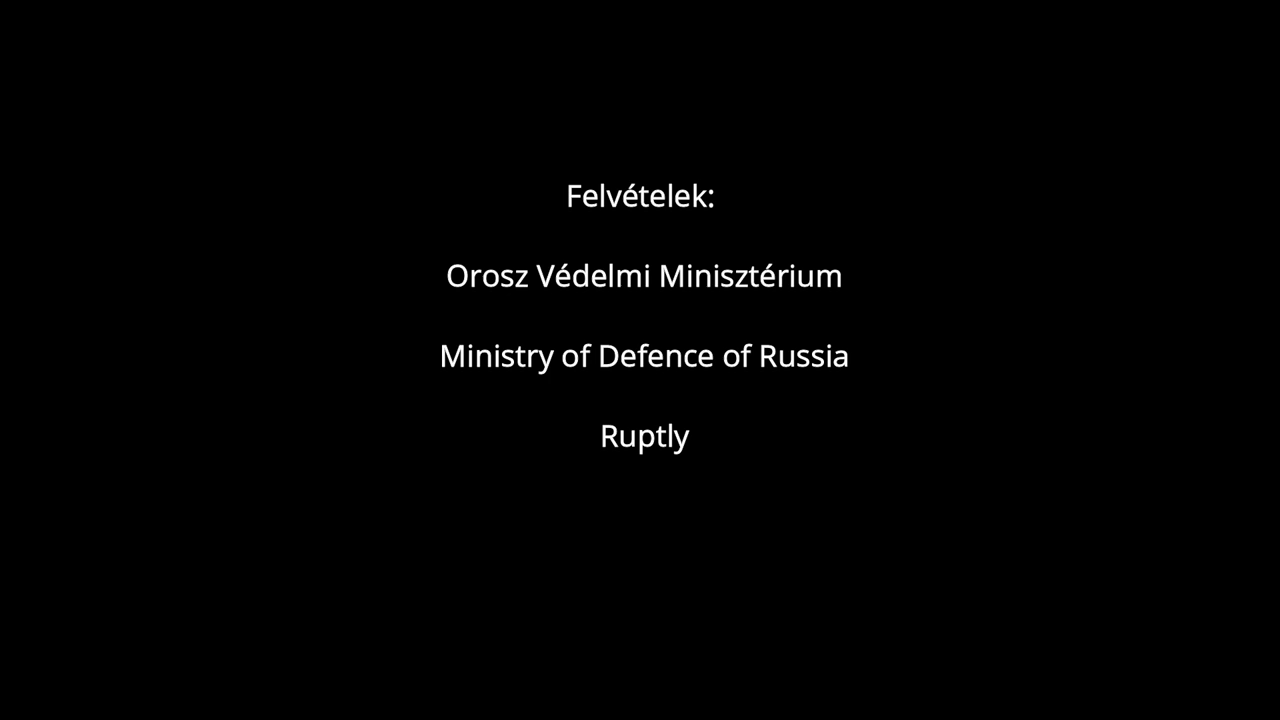 Felvételek:
Orosz Védelmi Minisztérium
Ministry of Defence of Russia
Ruptly